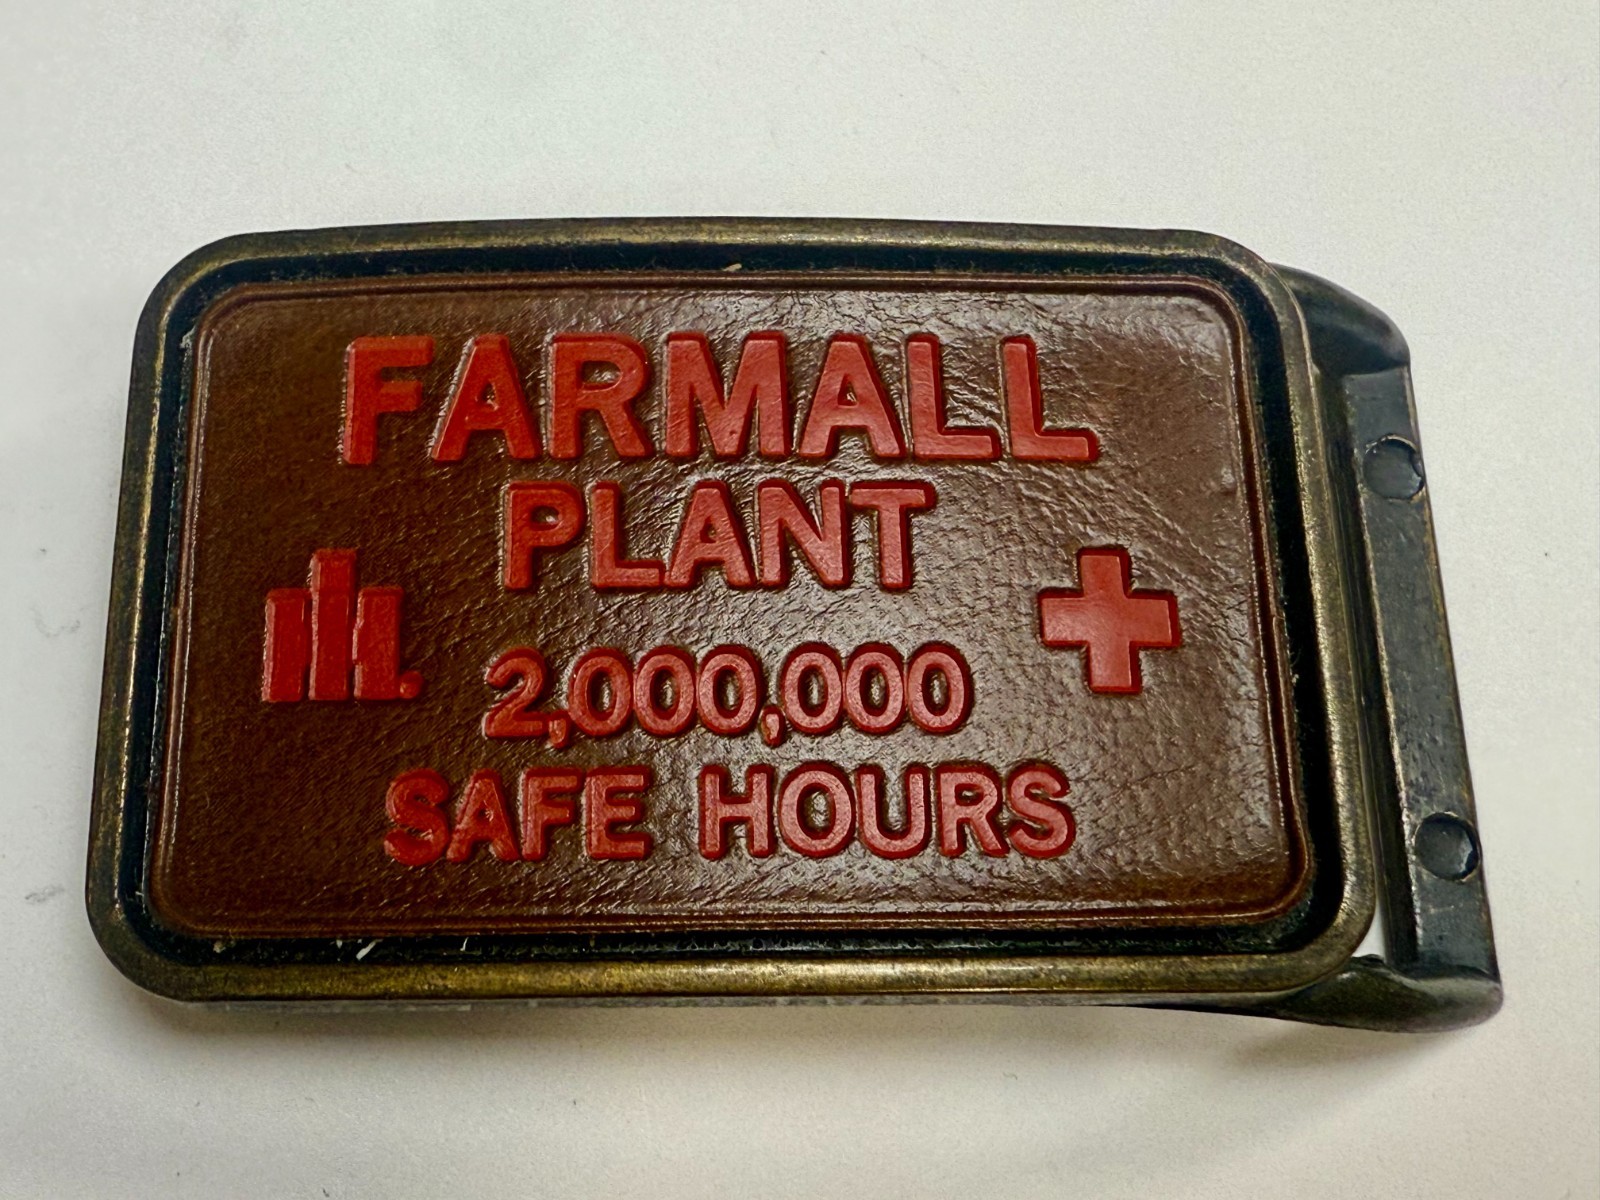 FARMALL
PLANT
2,000,000
SAFE HOURS